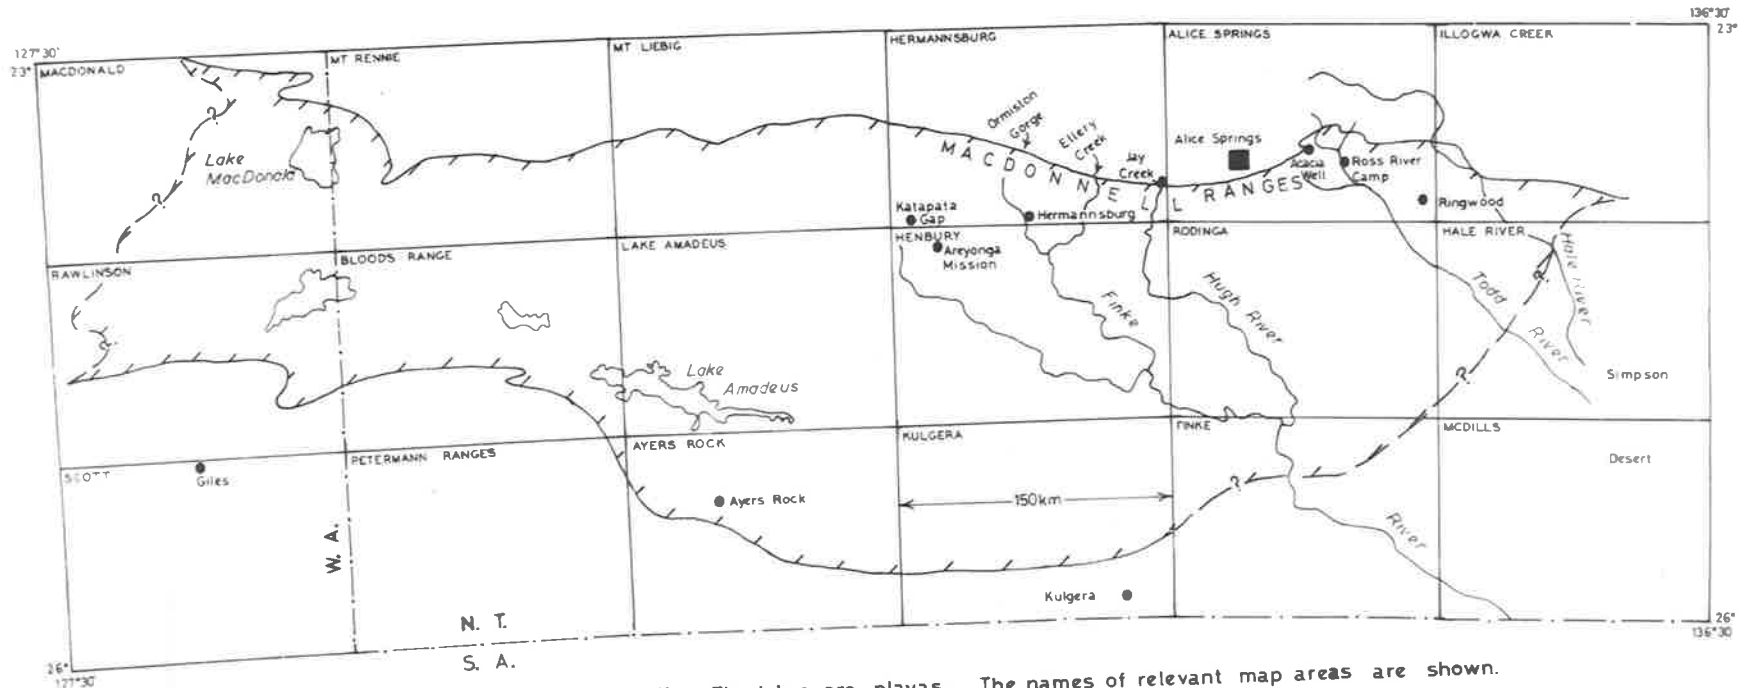 136°30'
23°
127°30'
23°
MACDONALD
MT RENNIE
MT LIEBIG
HERMANNSBURG
ALICE SPRINGS
ILLOGWA CREEK
?
Lake
MacDonald
?
Ormiston
Gorge
Ellery
Creek
Jay
Creek
Alice Springs
Acacia
Well
Ross River
Camp
MACDONNELL RANGES
Katapata
Gap
Hermannsburg
Ringwood
RAWLINSON
BLOODS RANGE
LAKE AMADEUS
HENBURY
RODINGA
HALE RIVER
Areyonga
Mission
Finke
Hugh River
Todd
River
Hale River
?
?
Lake
Amadeus
?
Simpson
SCOTT
PETERMANN RANGES
AYERS ROCK
KULGERA
FINKE
MCDILLS
Giles
Ayers Rock
150km
?
Desert
River
W. A.
Kulgera
N. T.
S. A.
26°
127°30'
26°
136°30
are playas. The names of relevant map areas are shown.